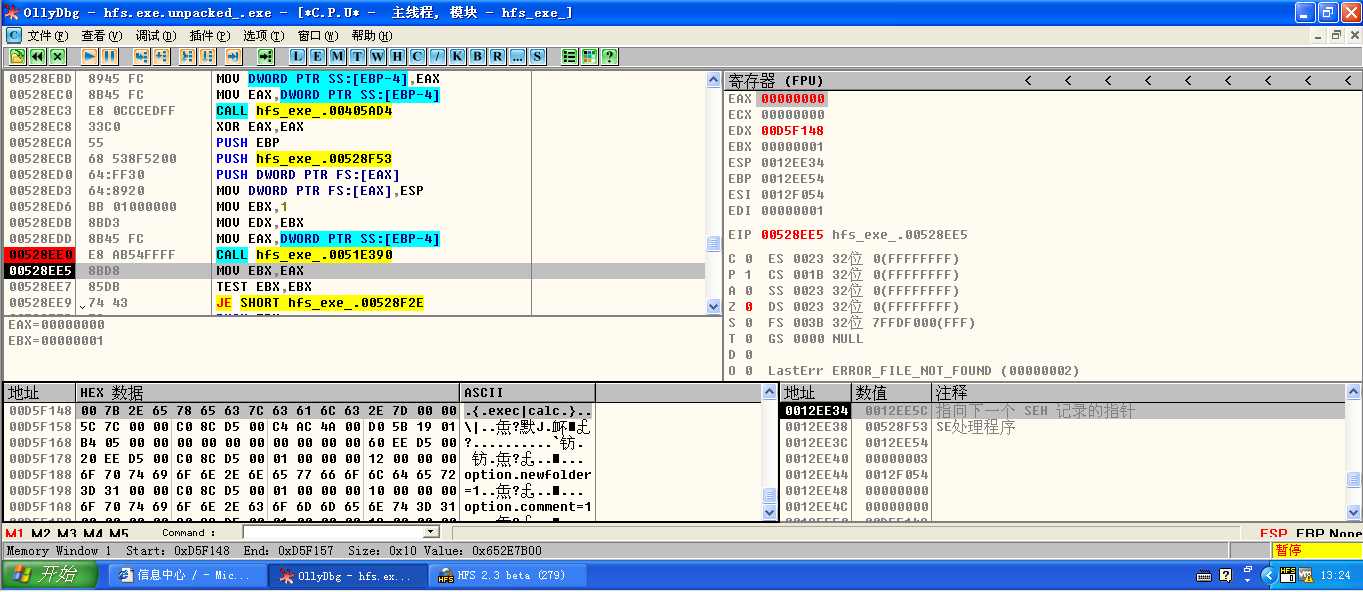 OllyDbg - hfs.exe.unpacked_.exe - [*C.P.U* - 主线程, 模块 - hfs_exe_]
C 文件(F) 查看(V) 调试(D) 插件(P) 选项(T) 窗口(W) 帮助(H)
L E M T W H C / K B R ... S ?
00528EBD 8945 FC MOV DWORD PTR SS:[EBP-4],EAX
00528EC0 8B45 FC MOV EAX,DWORD PTR SS:[EBP-4]
00528EC3 E8 0CCCEDFF CALL hfs_exe_.00405AD4
00528EC8 33C0 XOR EAX,EAX
00528ECA 55 PUSH EBP
00528ECB 68 538F5200 PUSH hfs_exe_.00528F53
00528ED0 64:FF30 PUSH DWORD PTR FS:[EAX]
00528ED3 64:8920 MOV DWORD PTR FS:[EAX],ESP
00528ED6 BB 01000000 MOV EBX,1
00528EDB 8BD3 MOV EDX,EBX
00528EDD 8B45 FC MOV EAX,DWORD PTR SS:[EBP-4]
00528EE0 E8 AB54FFFF CALL hfs_exe_.0051E390
00528EE5 8BD8 MOV EBX,EAX
00528EE7 85DB TEST EBX,EBX
00528EE9 74 43 JE SHORT hfs_exe_.00528F2E
EAX=00000000
EBX=00000001
寄存器 (FPU) < < < < < < < < <
EAX 00000000
ECX 00000000
EDX 00D5F148
EBX 00000001
ESP 0012EE34
EBP 0012EE54
ESI 0012F054
EDI 00000001
EIP 00528EE5 hfs_exe_.00528EE5
C 0 ES 0023 32位 0(FFFFFFFF)
P 1 CS 001B 32位 0(FFFFFFFF)
A 0 SS 0023 32位 0(FFFFFFFF)
Z 0 DS 0023 32位 0(FFFFFFFF)
S 0 FS 003B 32位 7FFDF000(FFF)
T 0 GS 0000 NULL
D 0
O 0 LastErr ERROR_FILE_NOT_FOUND (00000002)
地址 HEX 数据 ASCII
00D5F148 00 7B 2E 65 78 65 63 7C 63 61 6C 63 2E 7D 00 00 .{.exec|calc.}..
00D5F158 5C 7C 00 00 C0 8C D5 00 C4 AC 4A 00 D0 5B 19 01
00D5F168 B4 05 00 00 00 00 00 00 00 00 00 00 60 EE D5 00
00D5F178 20 EE D5 00 C0 8C D5 00 01 00 00 00 12 00 00 00
00D5F188 6F 70 74 69 6F 6E 2E 6E 65 77 66 6F 6C 64 65 72 option.newfolder
00D5F198 3D 31 00 00 C0 8C D5 00 01 00 00 00 10 00 00 00
00D5F1A8 6F 70 74 69 6F 6E 2E 63 6F 6D 6D 65 6E 74 3D 31 option.comment=1
地址 数值 注释
0012EE34 0012EE5C 指向下一个 SEH 记录的指针
0012EE38 00528F53 SE处理程序
0012EE3C 0012EE54
0012EE40 00000003
0012EE44 0012F054
0012EE48 00000000
0012EE4C 00000000
M1 M2 M3 M4 M5 Command : ESP EBP None
Memory Window 1 Start: 0xD5F148 End: 0xD5F157 Size: 0x10 Value: 0x652E7B00 暂停
开始 信息中心 / - Mic... OllyDbg - hfs.ex... HFS 2.3 beta (279) 13:24